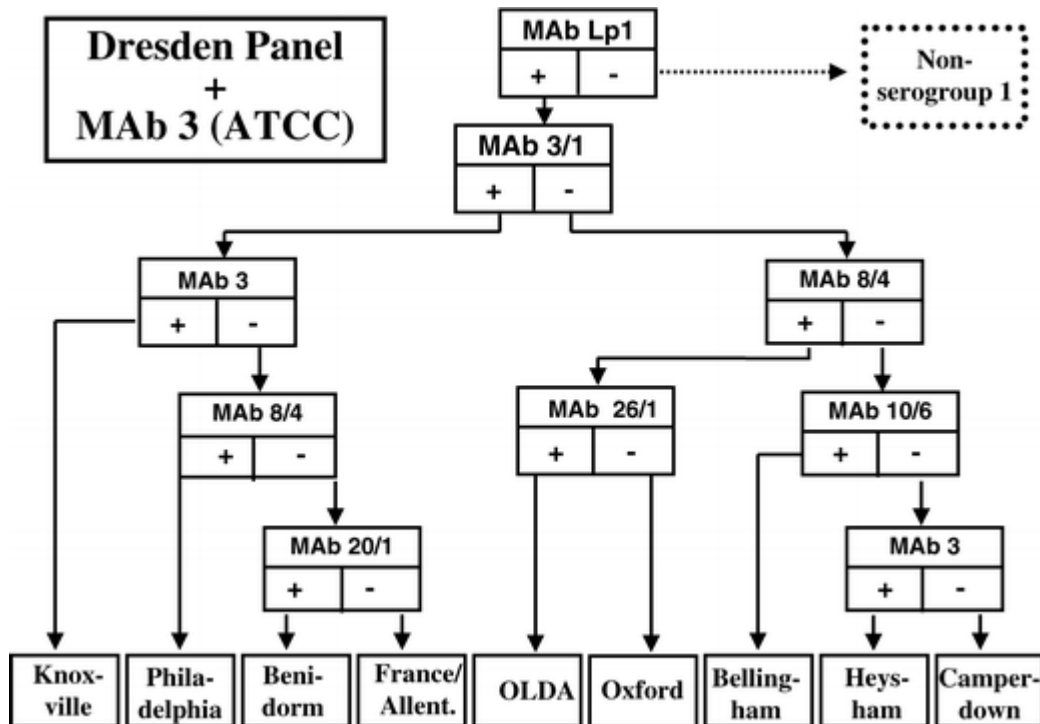 Dresden Panel
+
MAb 3 (ATCC)
MAb Lp1
+ -
Non-
serogroup 1
MAb 3/1
+ -
MAb 3
+ -
MAb 8/4
+ -
MAb 8/4
+ -
MAb 26/1
+ -
MAb 10/6
+ -
MAb 20/1
+ -
MAb 3
+ -
Knox-
ville
Phila-
delphia
Beni-
dorm
France/
Allent.
OLDA
Oxford
Belling-
ham
Heys-
ham
Camper-
down